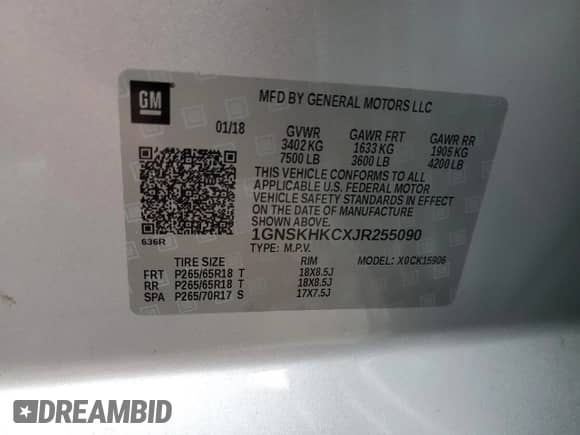 GM
MFD BY GENERAL MOTORS LLC
01/18
GVWR GAWR FRT GAWR RR
3402 KG 1633 KG 1905 KG
7500 LB 3600 LB 4200 LB
THIS VEHICLE CONFORMS TO ALL
APPLICABLE U.S. FEDERAL MOTOR
VEHICLE SAFETY STANDARDS IN EFFECT
ON THE DATE OF MANUFACTURE
SHOWN ABOVE.
1GNSKHKCXJR255090
636R
TYPE: M.P.V.
TIRE SIZE RIM MODEL: X0CK15906
FRT P265/65R18 T 18X8.5J
RR P265/65R18 T 18X8.5J
SPA P265/70R17 S 17X7.5J
DREAMBID